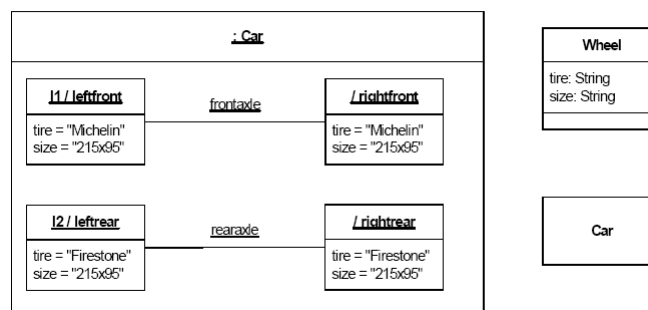 : Car
l1 / leftfront
tire = "Michelin"
size = "215x95"
frontaxle
/ rightfront
tire = "Michelin"
size = "215x95"
l2 / leftrear
tire = "Firestone"
size = "215x95"
rearaxle
/ rightrear
tire = "Firestone"
size = "215x95"
Wheel
tire: String
size: String
Car